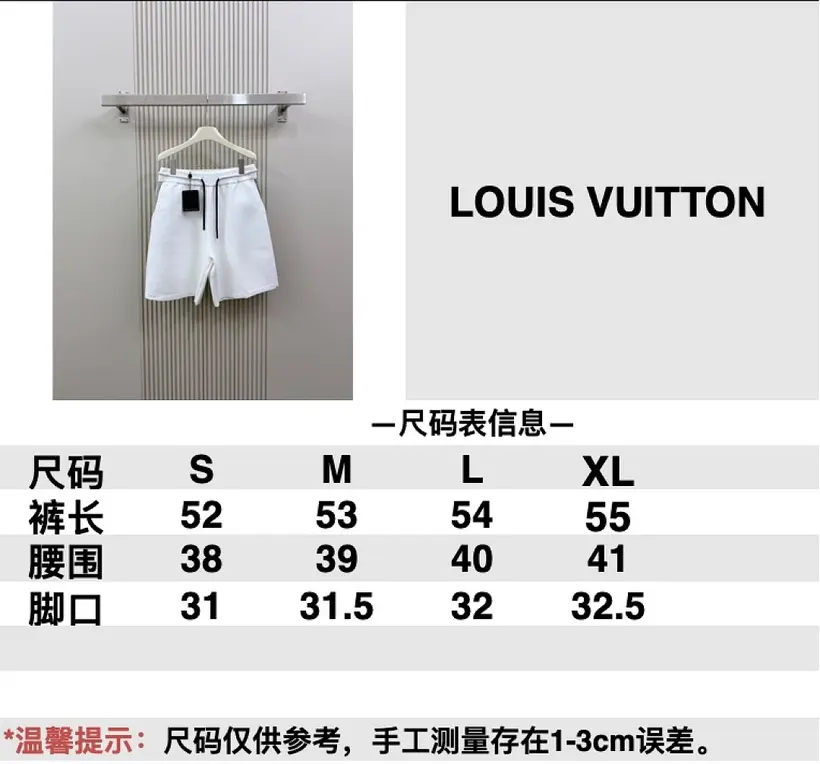 LOUIS VUITTON
—尺码表信息—
尺码 S M L XL
裤长 52 53 54 55
腰围 38 39 40 41
脚口 31 31.5 32 32.5
*温馨提示：尺码仅供参考，手工测量存在1-3cm误差。